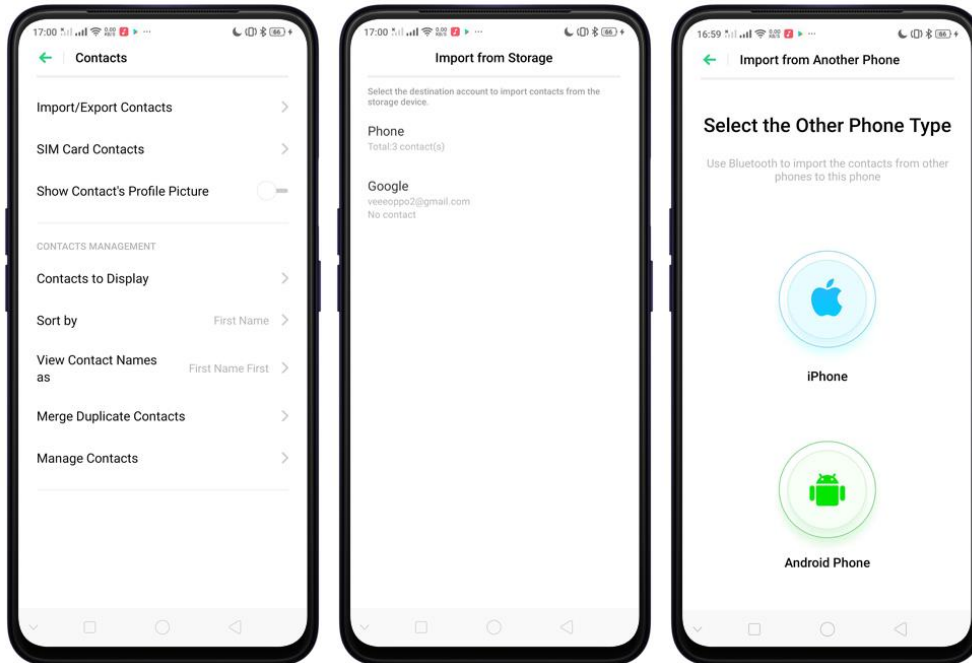 17:00
66
Contacts
Import/Export Contacts
SIM Card Contacts
Show Contact's Profile Picture
CONTACTS MANAGEMENT
Contacts to Display
Sort by First Name
View Contact Names
as First Name First
Merge Duplicate Contacts
Manage Contacts
17:00
66
Import from Storage
Select the destination account to import contacts from the
storage device.
Phone
Total:3 contact(s)
Google
veeeoppo2@gmail.com
No contact
16:59
66
Import from Another Phone
Select the Other Phone Type
Use Bluetooth to import the contacts from other
phones to this phone
iPhone
Android Phone